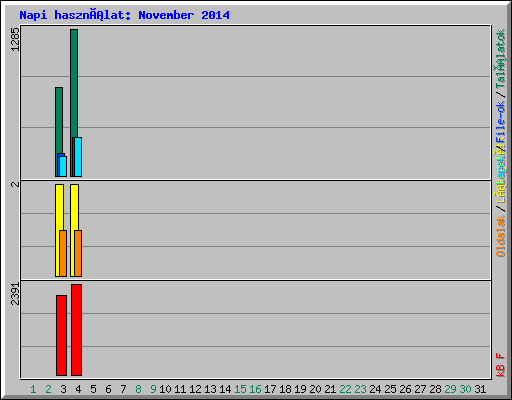 Napi hasznÃ¡lat: November 2014
1285
2
2391
TalÃ¡latok
/ File-ok /
Oldalak /
kB F
1 2 3 4 5 6 7 8 9 10 11 12 13 14 15 16 17 18 19 20 21 22 23 24 25 26 27 28 29 30 31